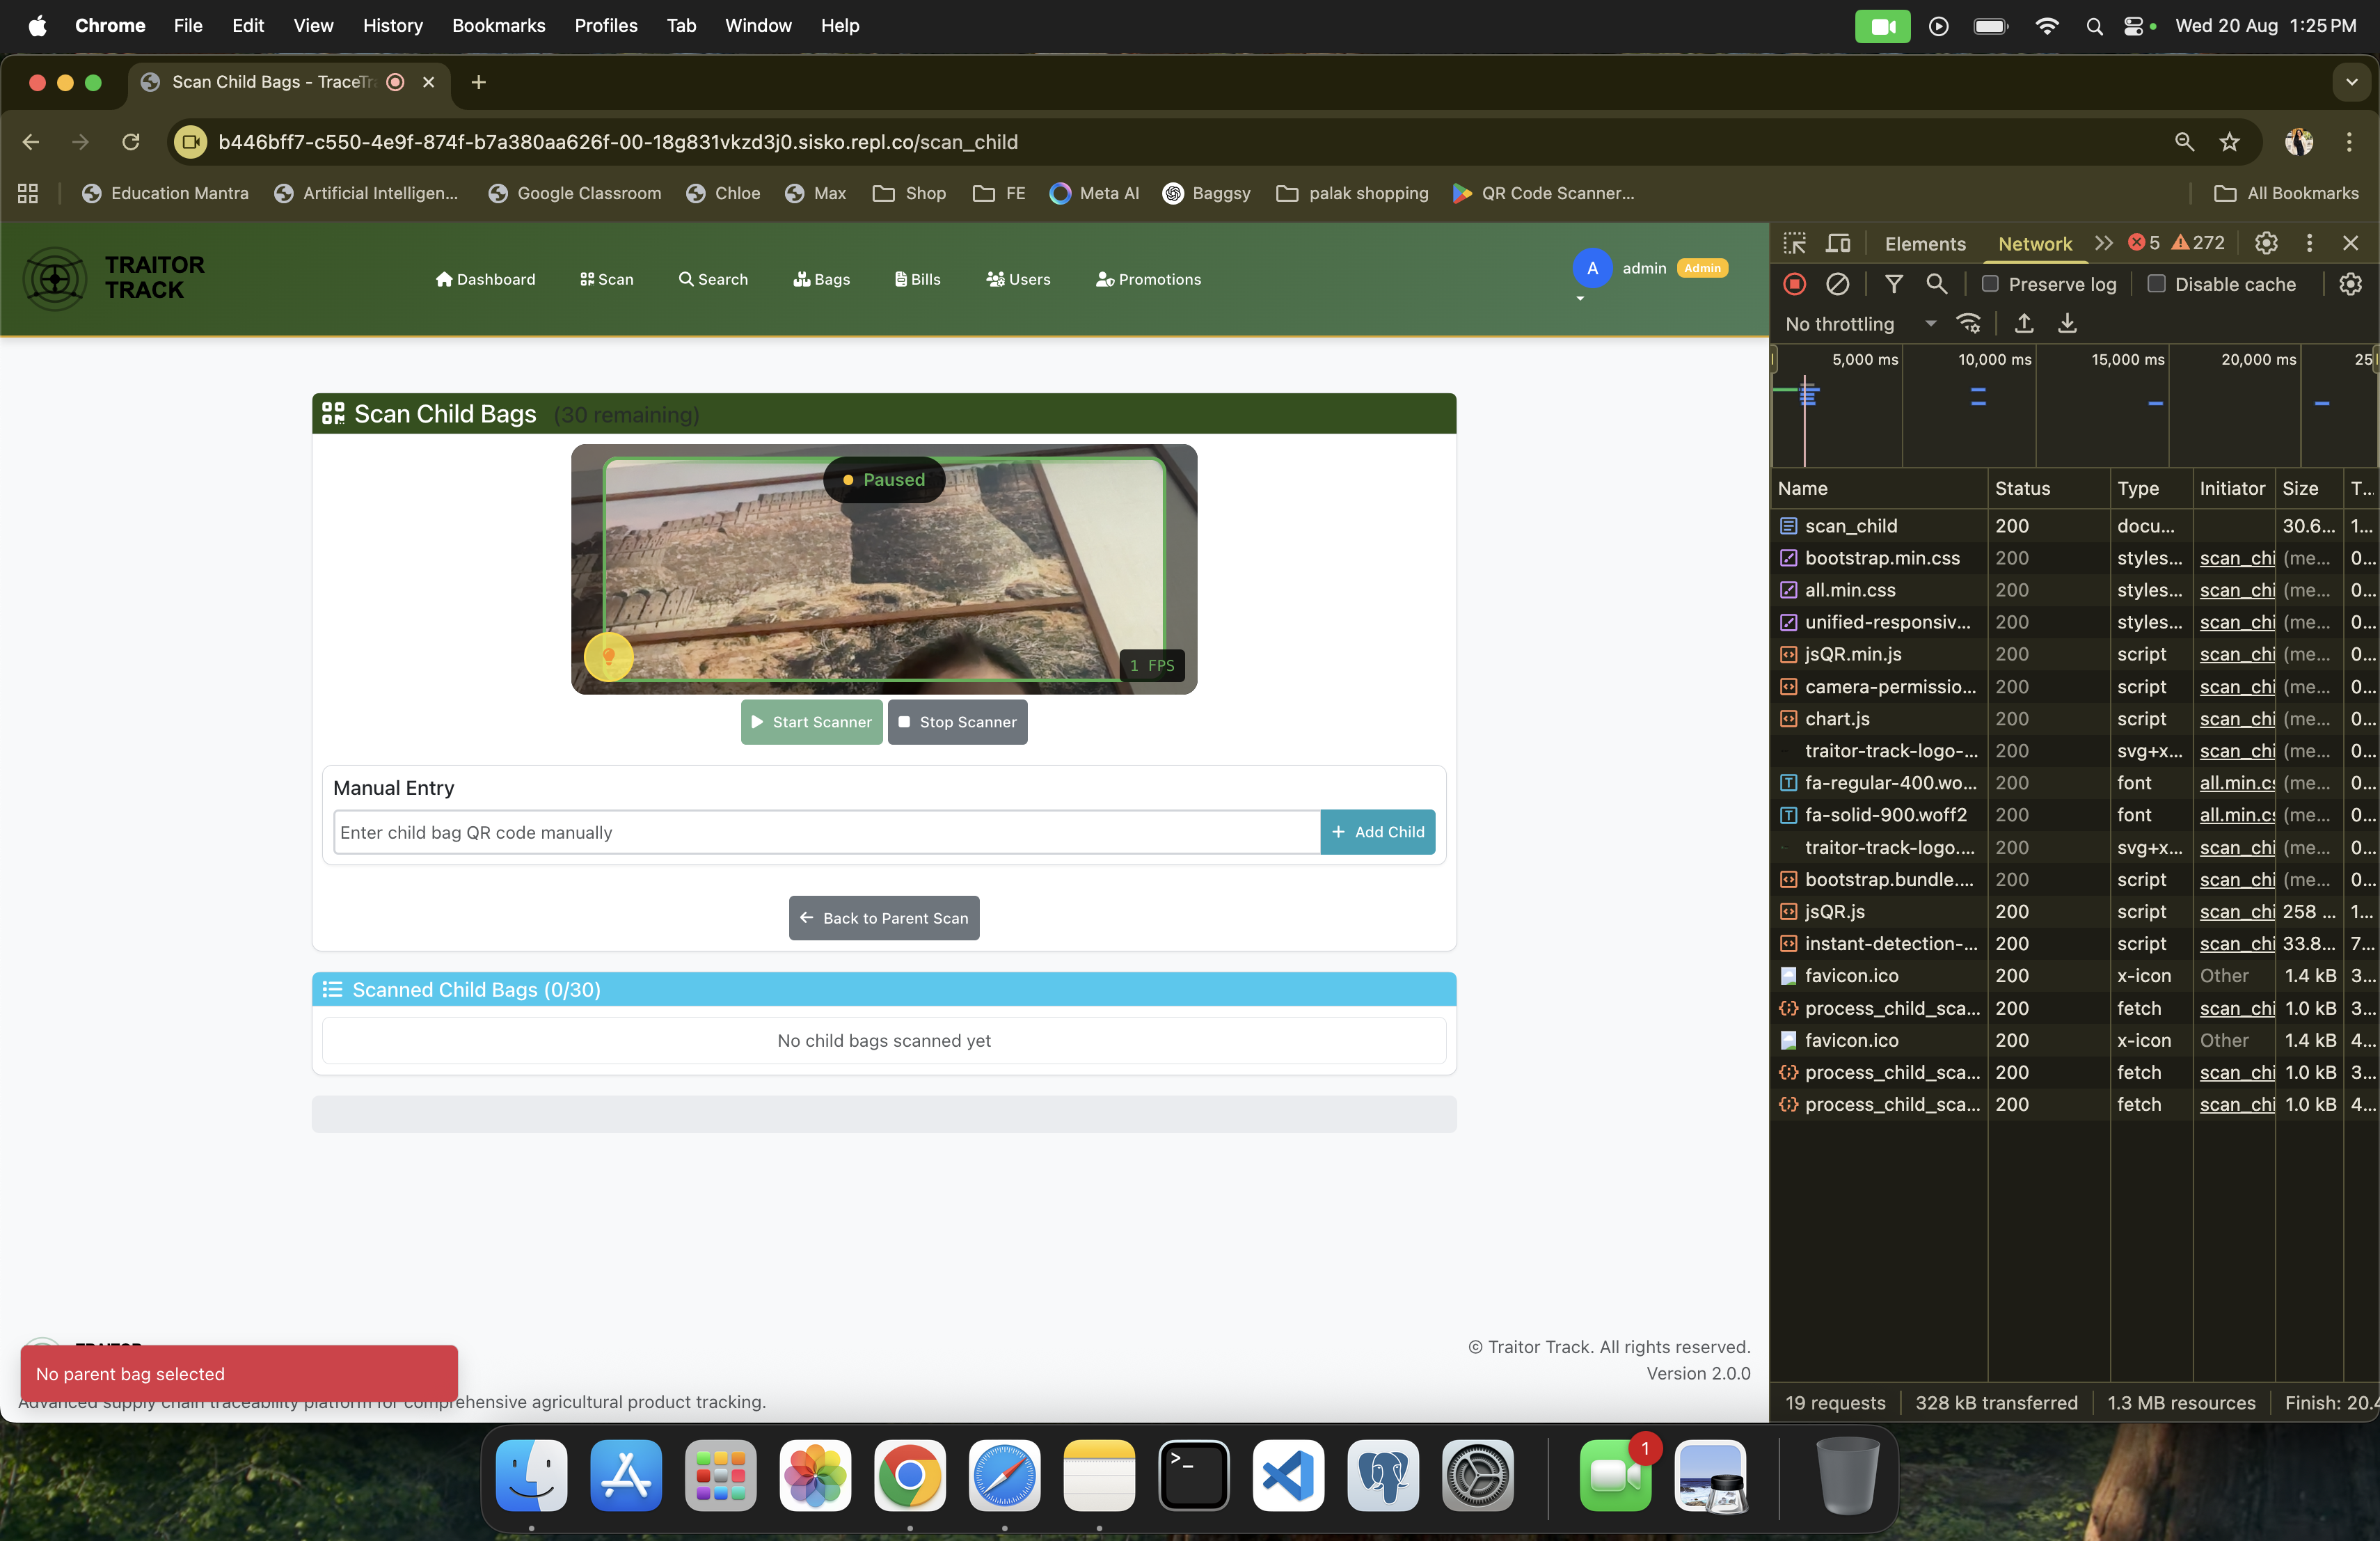 Chrome File Edit View History Bookmarks Profiles Tab Window Help Wed 20 Aug 1:25 PM
Scan Child Bags - TraceTr
b446bff7-c550-4e9f-874f-b7a380aa626f-00-18g831vkzd3j0.sisko.repl.co/scan_child
Education Mantra Artificial Intelligen... Google Classroom Chloe Max Shop FE Meta AI Baggsy palak shopping QR Code Scanner... All Bookmarks
TRAITOR
TRACK
Dashboard Scan Search Bags Bills Users Promotions
A admin Admin
Scan Child Bags (30 remaining)
Paused
1 FPS
Start Scanner Stop Scanner
Manual Entry
Enter child bag QR code manually
+ Add Child
Back to Parent Scan
Scanned Child Bags (0/30)
No child bags scanned yet
© Traitor Track. All rights reserved.
Version 2.0.0
No parent bag selected
Advanced supply chain traceability platform for comprehensive agricultural product tracking.
Elements Network 5 272
Preserve log Disable cache
No throttling
5,000 ms 10,000 ms 15,000 ms 20,000 ms 25
Name Status Type Initiator Size T...
scan_child 200 docu... 30.6... 1...
bootstrap.min.css 200 styles... scan_chi (me... 0...
all.min.css 200 styles... scan_chi (me... 0...
unified-responsiv... 200 styles... scan_chi (me... 0...
jsQR.min.js 200 script scan_chi (me... 0...
camera-permissio... 200 script scan_chi (me... 0...
chart.js 200 script scan_chi (me... 0...
traitor-track-logo-... 200 svg+x... scan_chi (me... 0...
fa-regular-400.wo... 200 font all.min.cs (me... 0...
fa-solid-900.woff2 200 font all.min.cs (me... 0...
traitor-track-logo.... 200 svg+x... scan_chi (me... 0...
bootstrap.bundle.... 200 script scan_chi (me... 0...
jsQR.js 200 script scan_chi 258 ... 1...
instant-detection-... 200 script scan_chi 33.8... 7...
favicon.ico 200 x-icon Other 1.4 kB 3...
process_child_sca... 200 fetch scan_chi 1.0 kB 3...
favicon.ico 200 x-icon Other 1.4 kB 4...
process_child_sca... 200 fetch scan_chi 1.0 kB 3...
process_child_sca... 200 fetch scan_chi 1.0 kB 4...
19 requests 328 kB transferred 1.3 MB resources Finish: 20.4
1